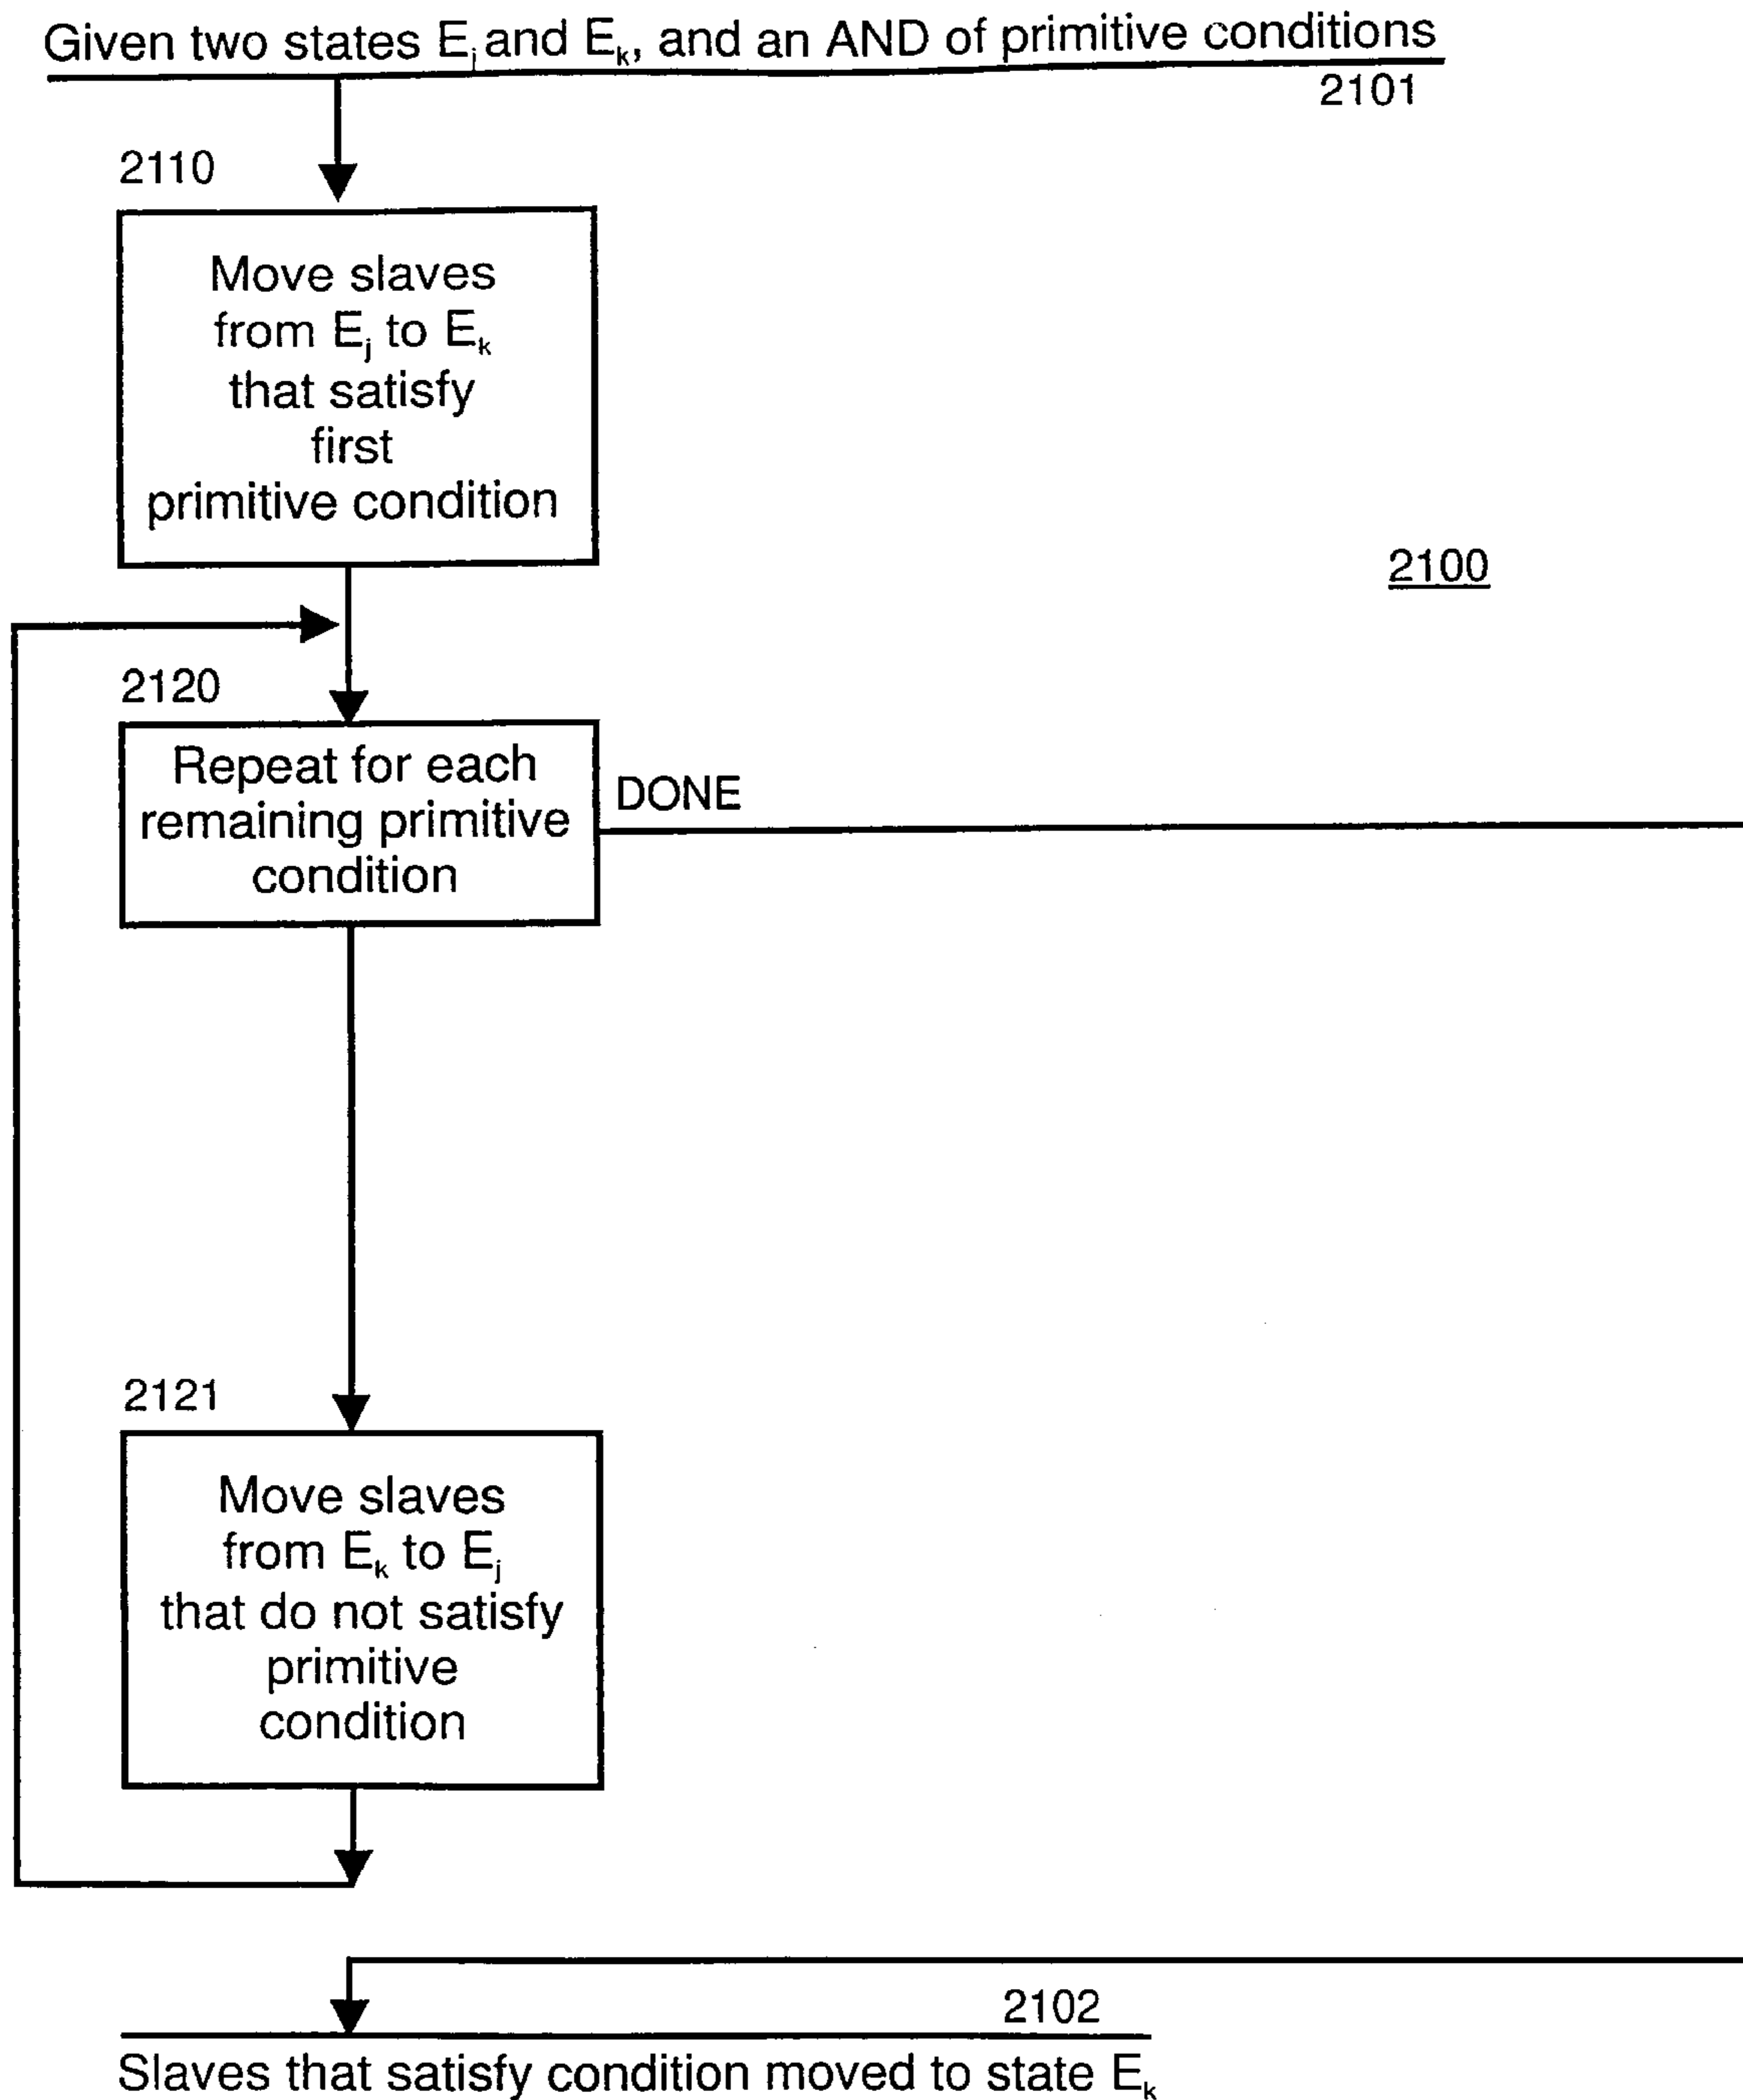 Given two states Ej and Ek, and an AND of primitive conditions
2101
2110
Move slaves
from Ej to Ek
that satisfy
first
primitive condition
2100
2120
Repeat for each
remaining primitive
condition
DONE
2121
Move slaves
from Ek to Ej
that do not satisfy
primitive
condition
2102
Slaves that satisfy condition moved to state Ek